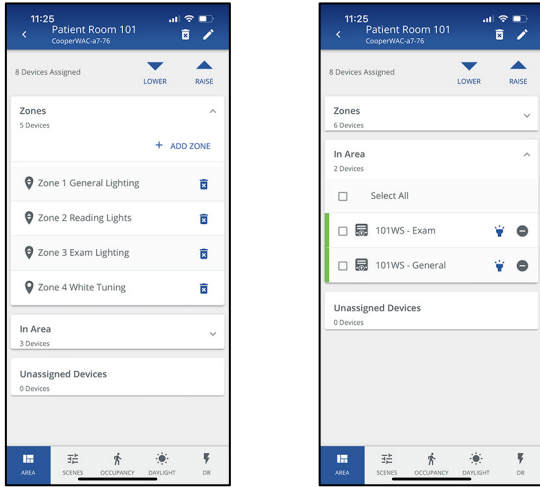 11:25
Patient Room 101
CooperWAC-a7-76
8 Devices Assigned
LOWER
RAISE
Zones
5 Devices
+ ADD ZONE
Zone 1 General Lighting
Zone 2 Reading Lights
Zone 3 Exam Lighting
Zone 4 White Tuning
In Area
3 Devices
Unassigned Devices
0 Devices
AREA
SCENES
OCCUPANCY
DAYLIGHT
DR
11:25
Patient Room 101
CooperWAC-a7-76
8 Devices Assigned
LOWER
RAISE
Zones
6 Devices
In Area
2 Devices
Select All
101WS - Exam
101WS - General
Unassigned Devices
0 Devices
AREA
SCENES
OCCUPANCY
DAYLIGHT
DR